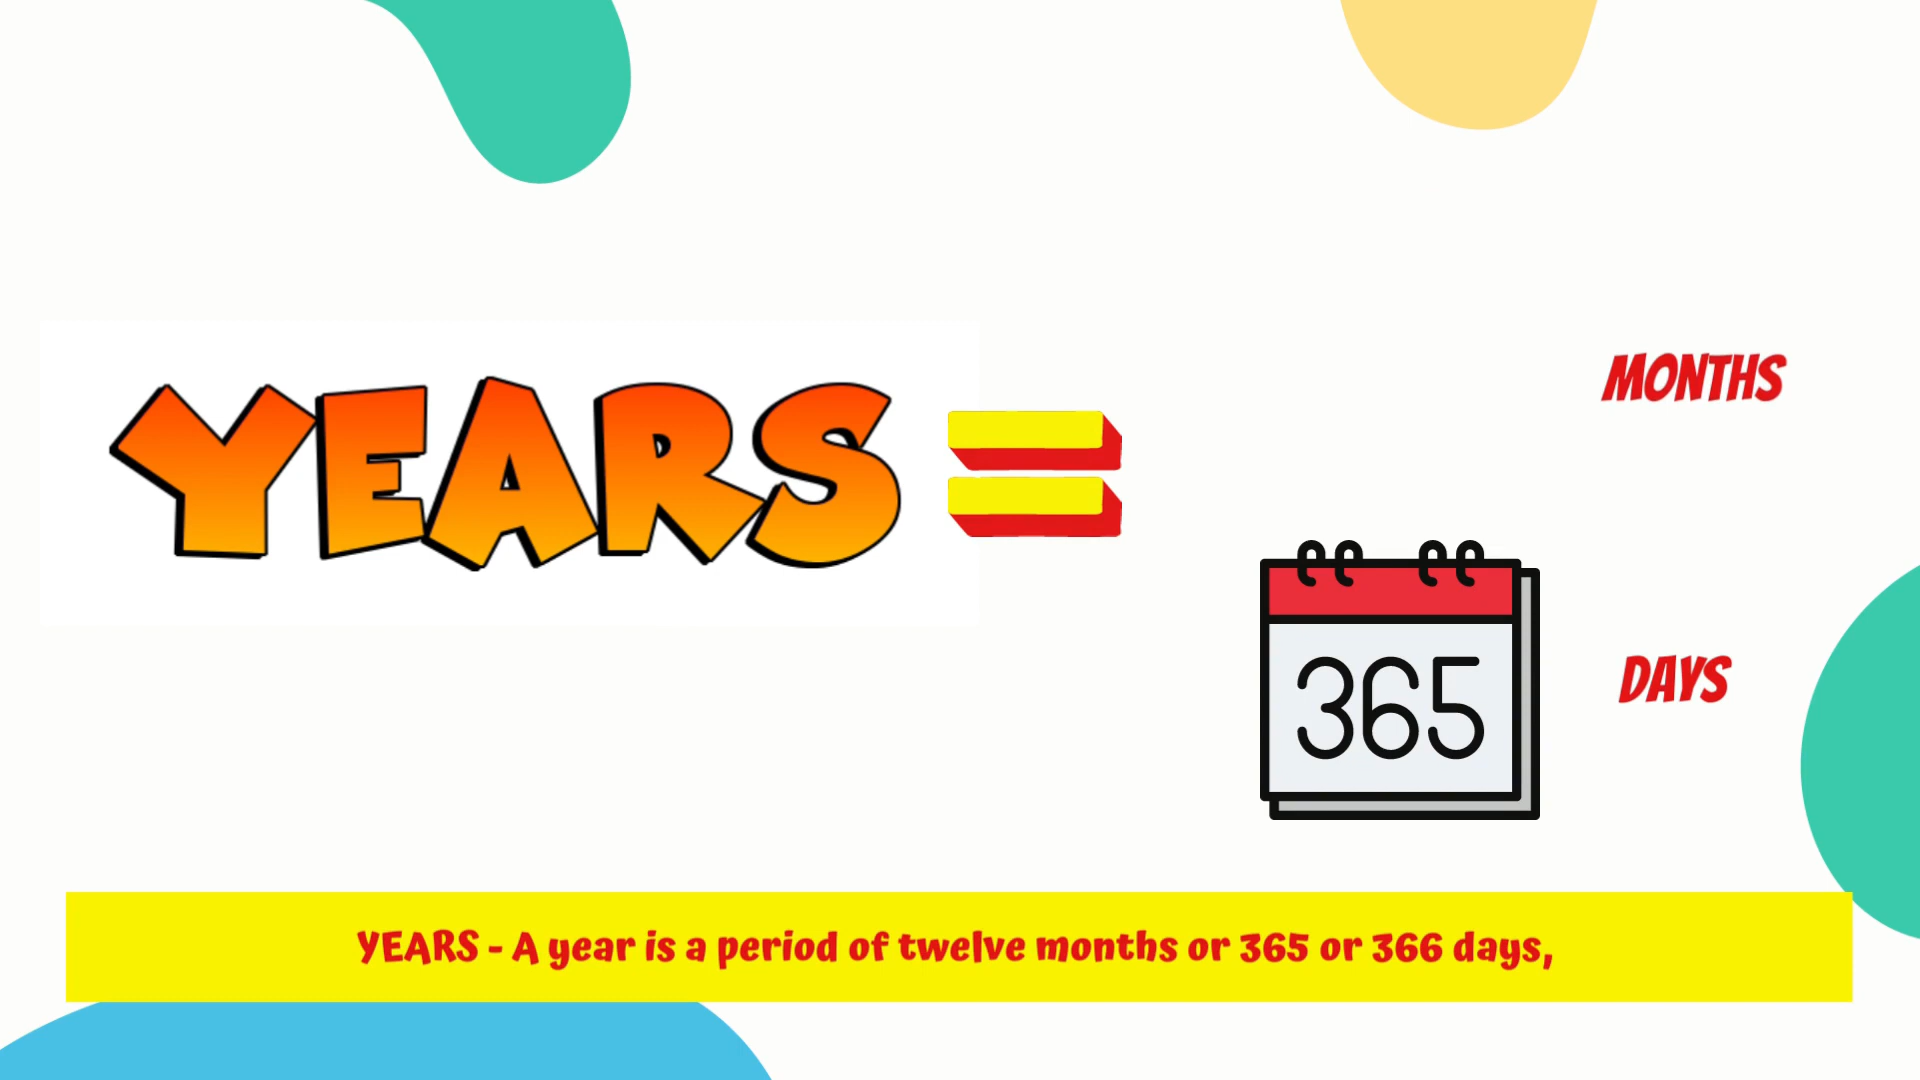 YEARS
=
MONTHS
365
DAYS
YEARS - A year is a period of twelve months or 365 or 366 days,